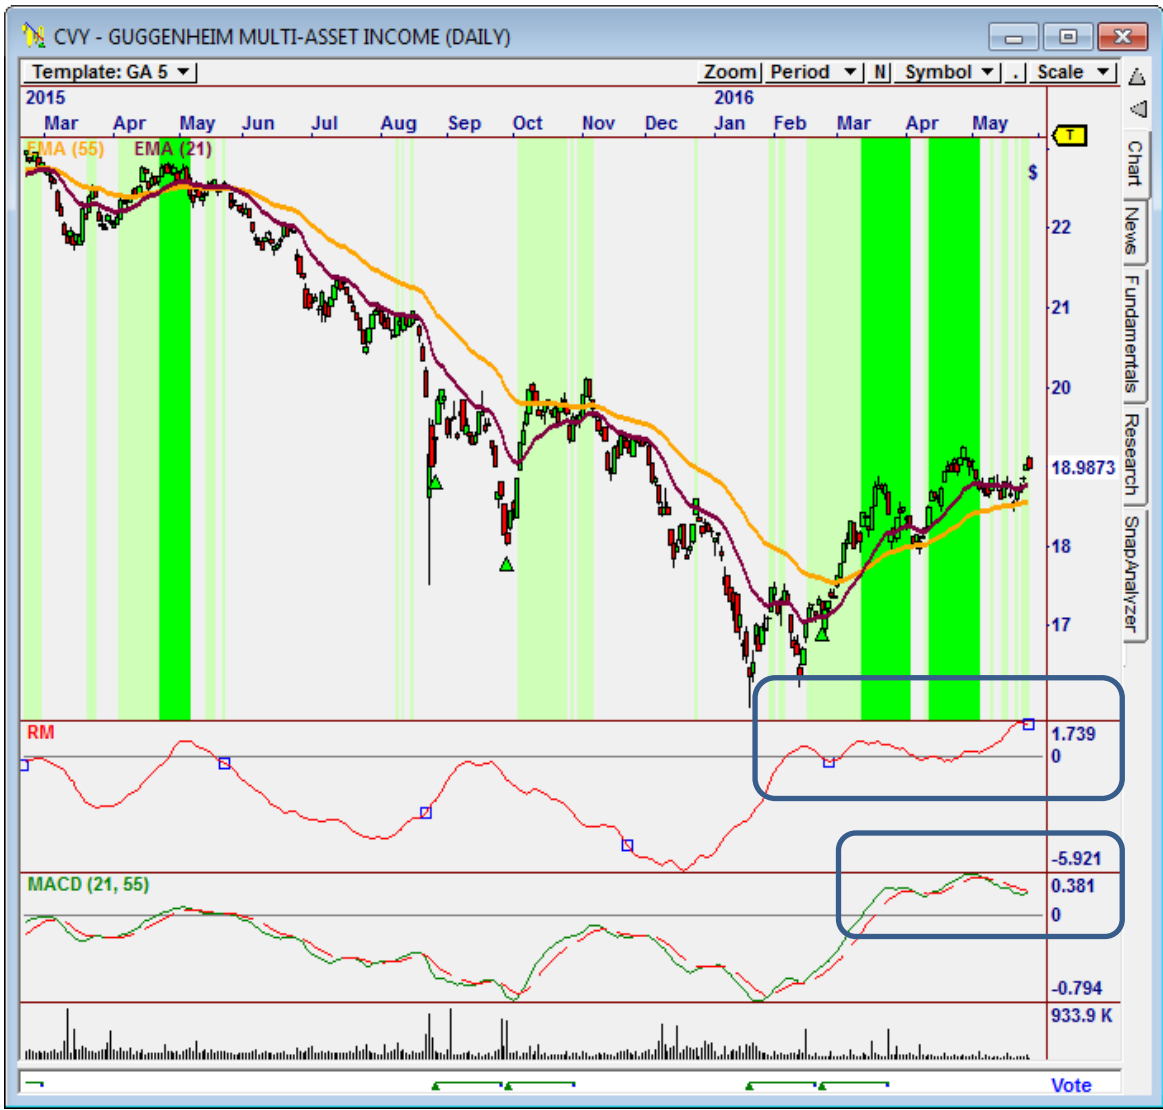 CVY - GUGGENHEIM MULTI-ASSET INCOME (DAILY)
Template: GA 5
Zoom Period N Symbol . Scale
2015 2016
Mar Apr May Jun Jul Aug Sep Oct Nov Dec Jan Feb Mar Apr May
T
EMA (55) EMA (21)
$
22
21
20
18.9873
18
17
Chart
News
Fundamentals
Research
SnapAnalyzer
RM
1.739
0
-5.921
MACD (21, 55)
0.381
0
-0.794
933.9 K
Vote